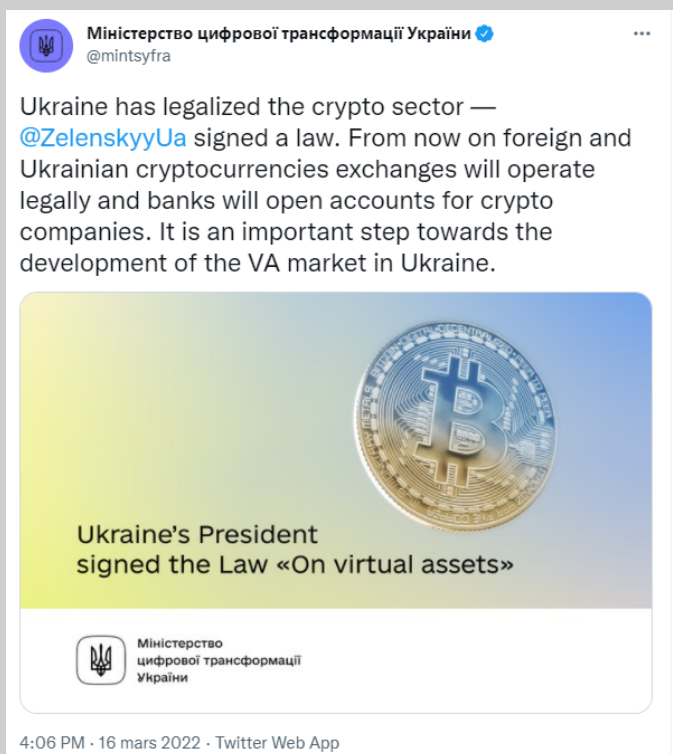 Міністерство цифрової трансформації України
@mintsyfra
Ukraine has legalized the crypto sector —
@ZelenskyyUa signed a law. From now on foreign and
Ukrainian cryptocurrencies exchanges will operate
legally and banks will open accounts for crypto
companies. It is an important step towards the
development of the VA market in Ukraine.
Ukraine’s President
signed the Law «On virtual assets»
Міністерство
цифрової трансформації
України
4:06 PM · 16 mars 2022 · Twitter Web App